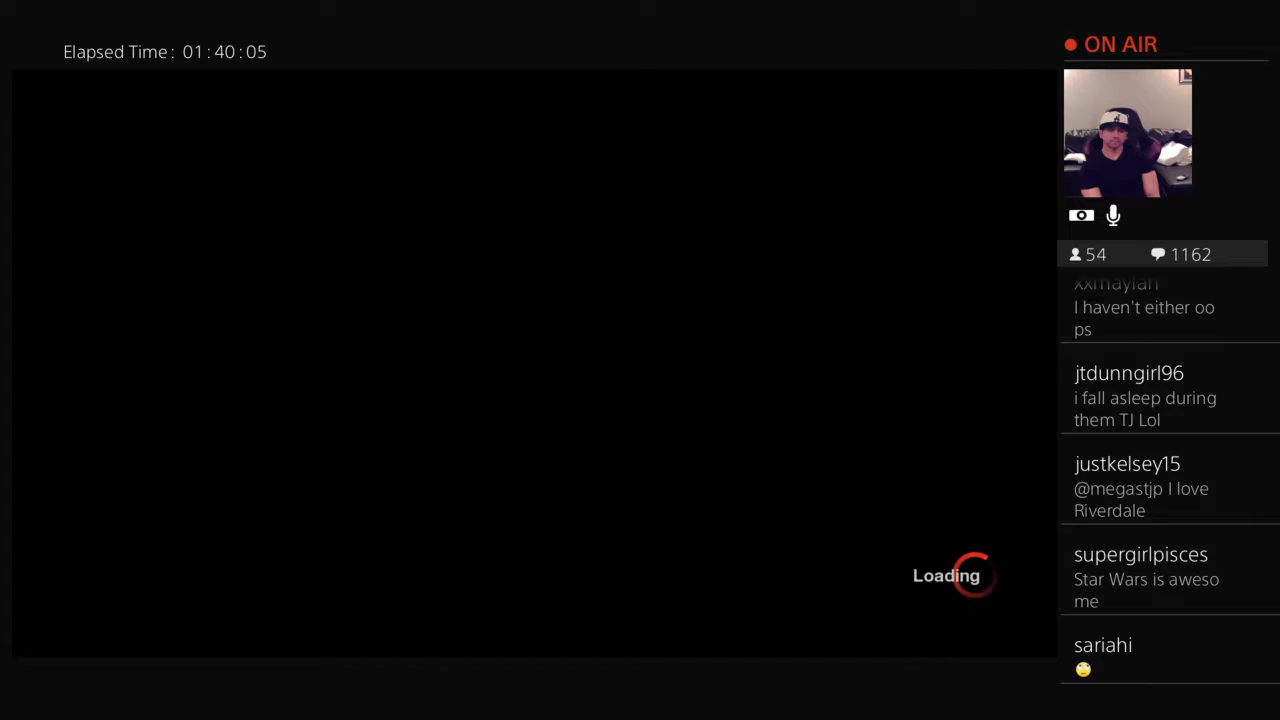 Elapsed Time: 01:40:05
ON AIR
54 1162
xxmaylah
I haven't either oo
ps
jtdunngirl96
i fall asleep during
them TJ Lol
justkelsey15
@megastjp I love
Riverdale
supergirlpisces
Star Wars is aweso
me
Loading
sariahi
🙄